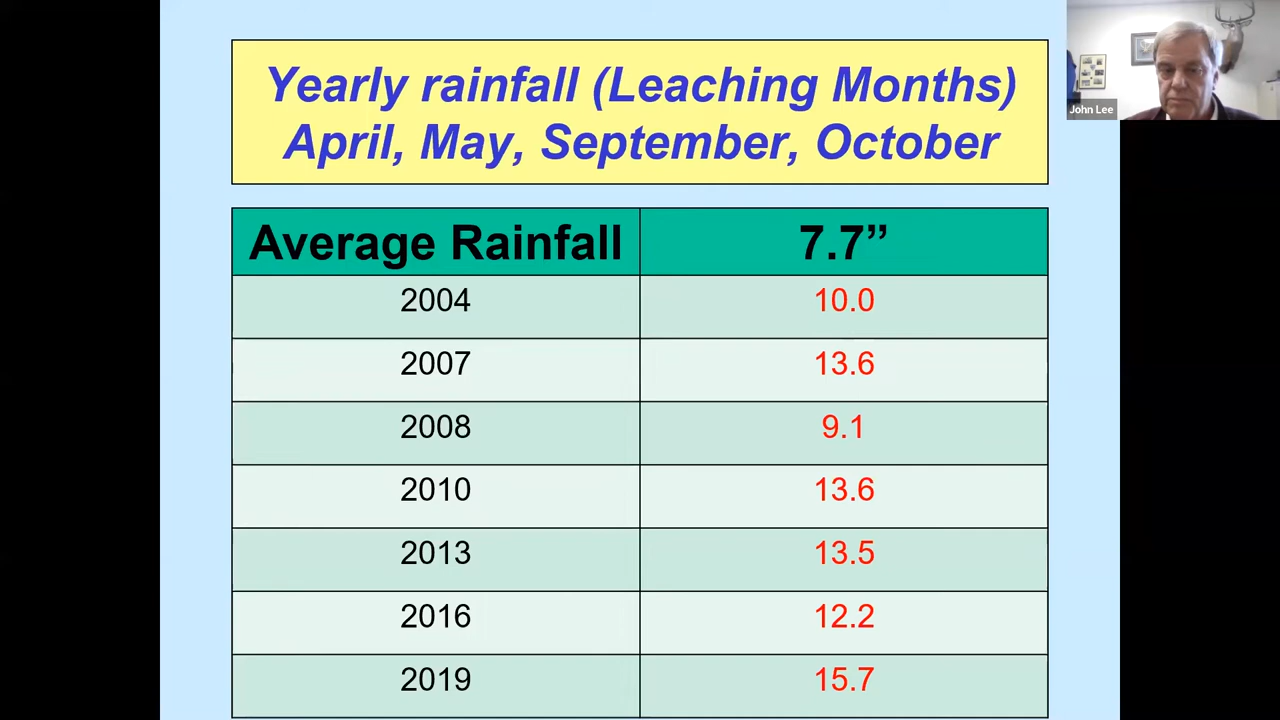 Yearly rainfall (Leaching Months)
April, May, September, October
Average Rainfall 7.7”
2004 10.0
2007 13.6
2008 9.1
2010 13.6
2013 13.5
2016 12.2
2019 15.7
John Lee